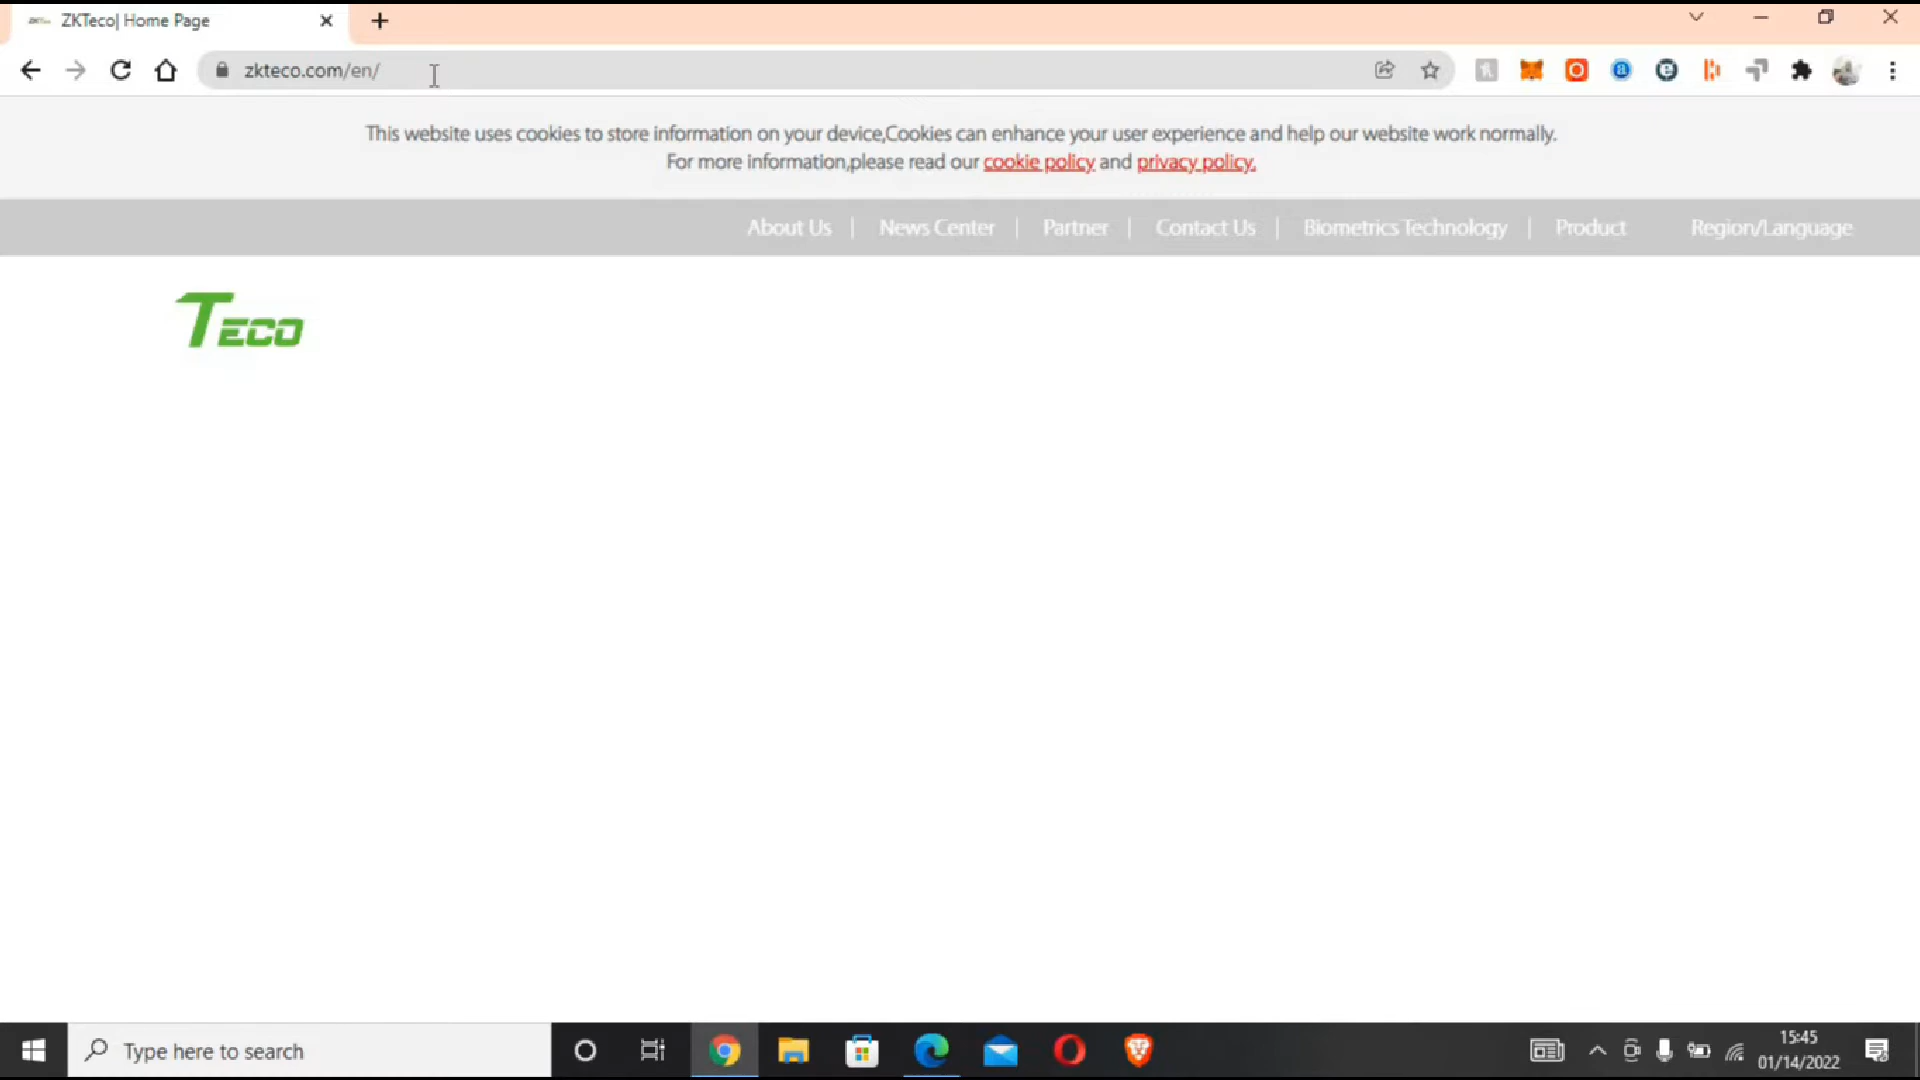 ZKTeco| Home Page
zkteco.com/en/
This website uses cookies to store information on your device,Cookies can enhance your user experience and help our website work normally.
For more information,please read our cookie policy and privacy policy.
About Us | News Center | Partner | Contact Us | Biometrics Technology | Product Region/Language
TECO
Type here to search
15:45
01/14/2022